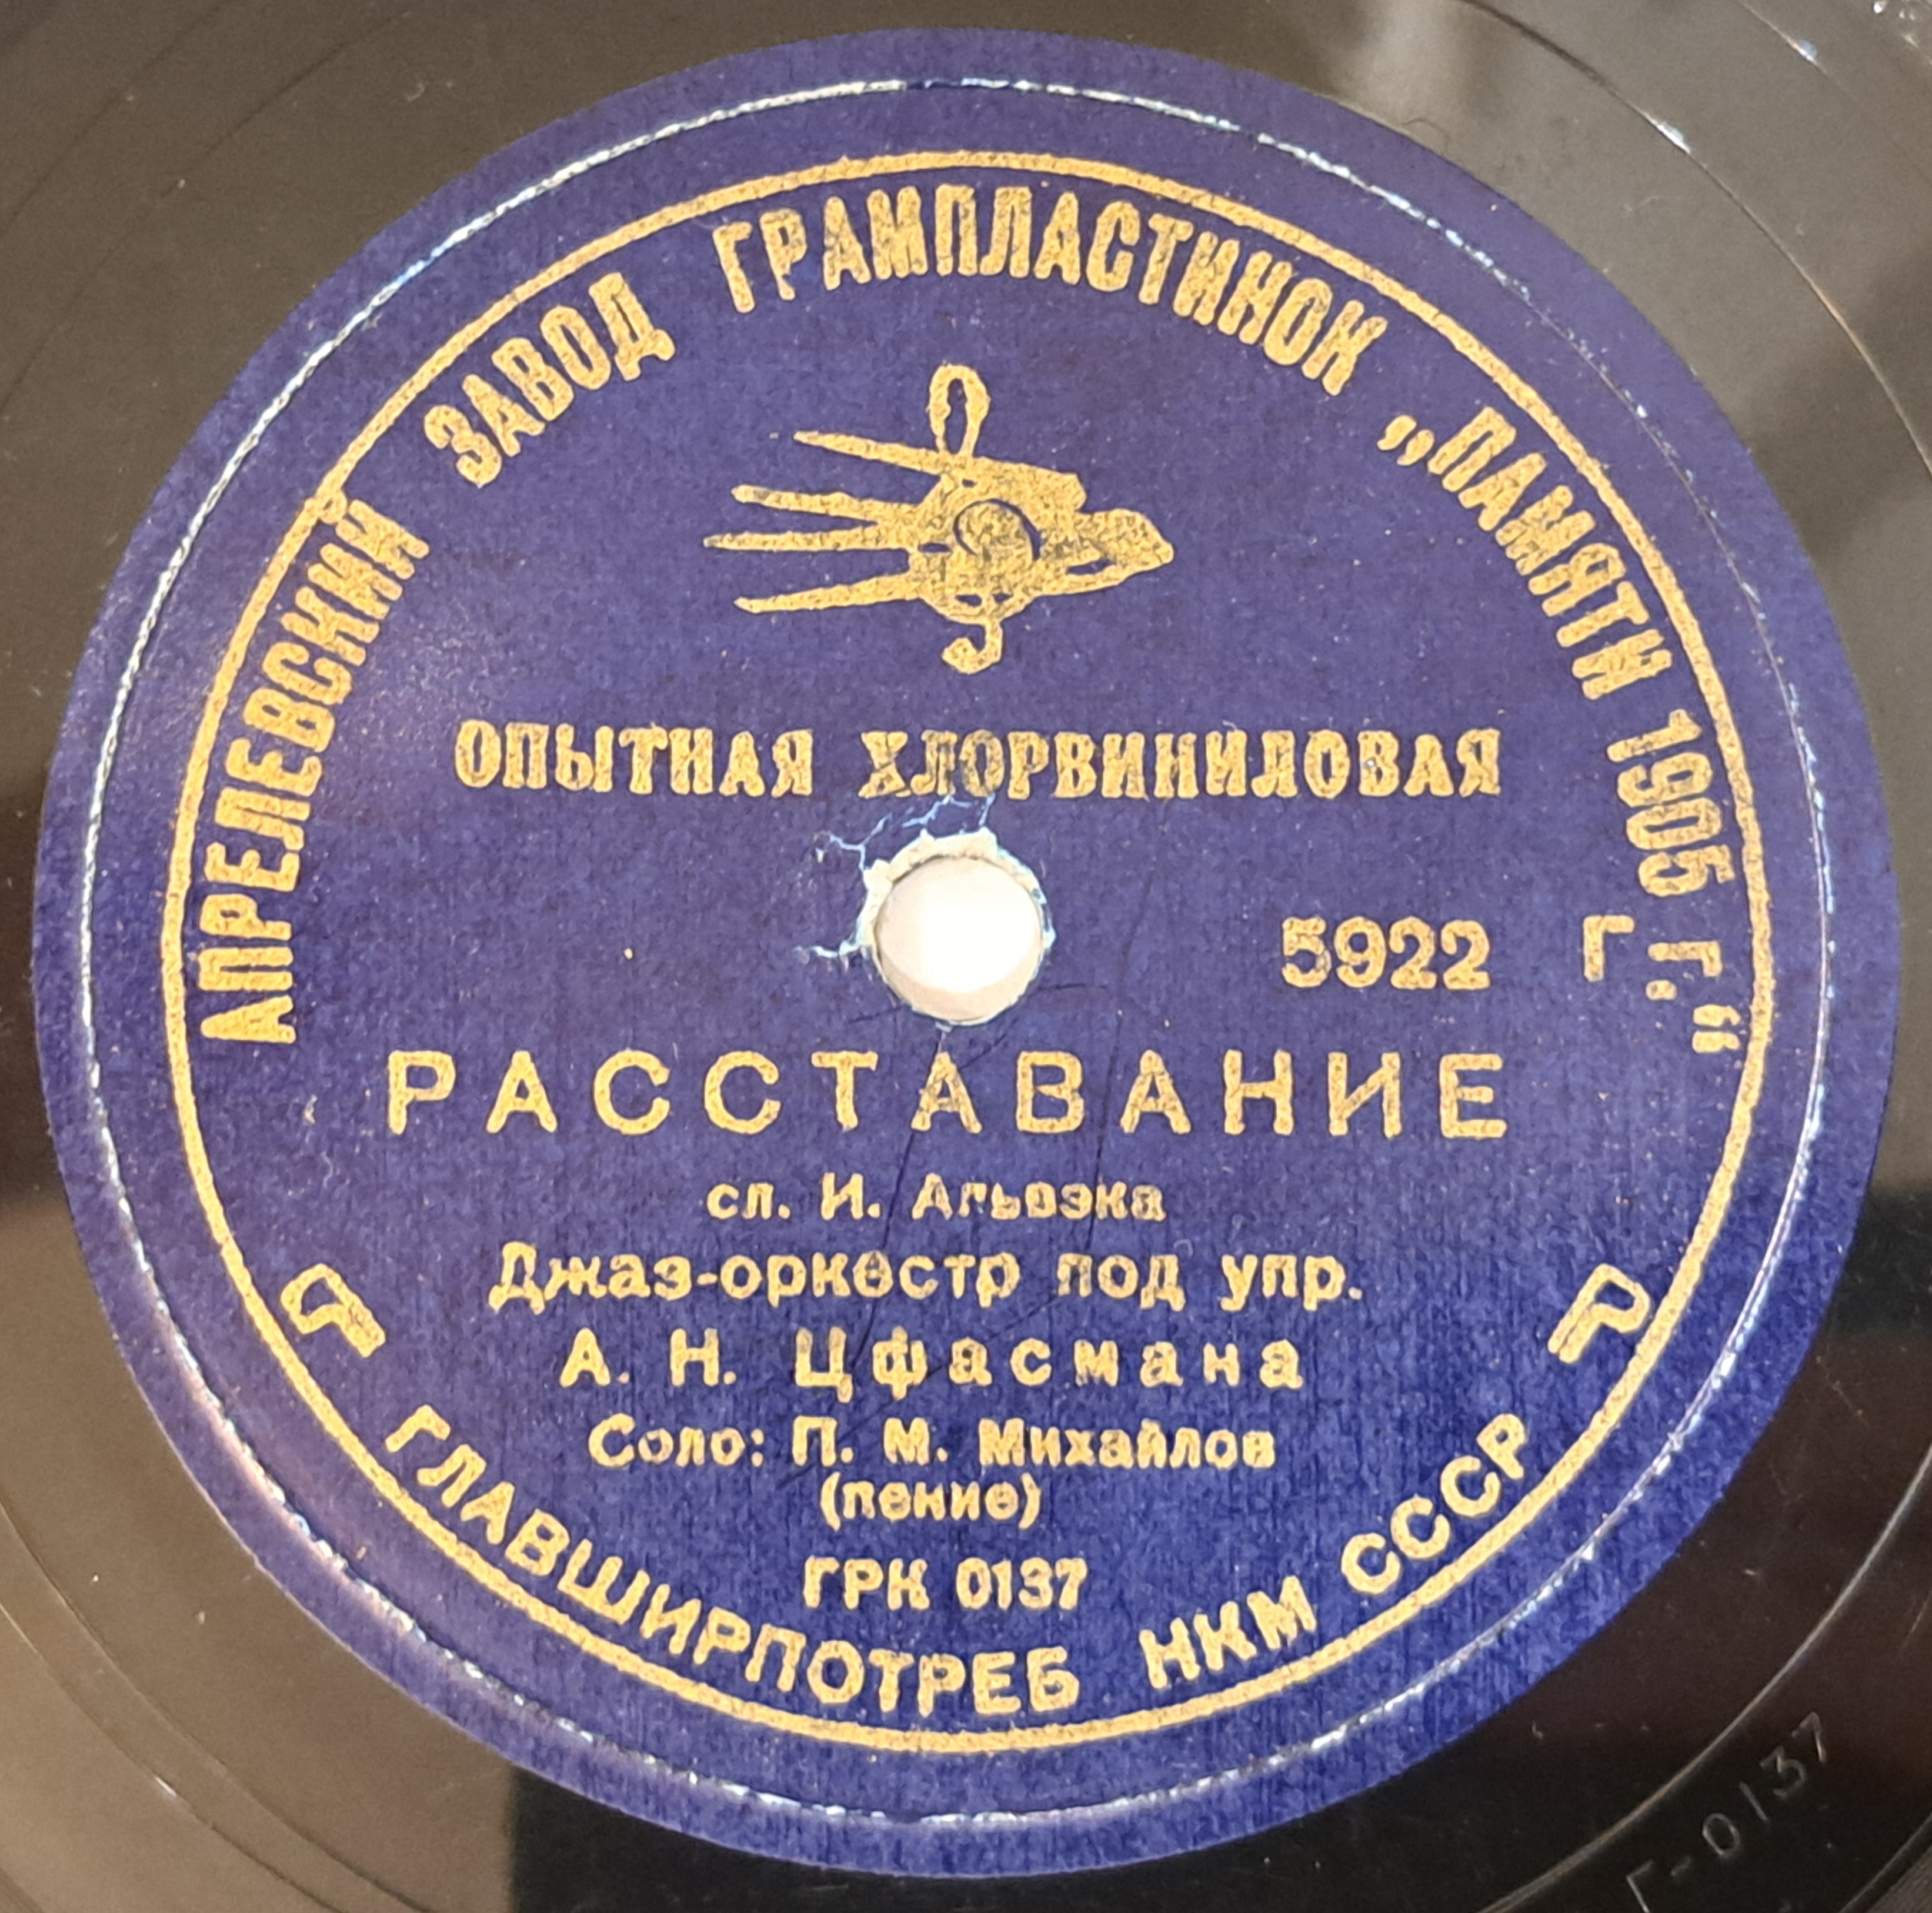 АПРЕЛЕВСКИЙ ЗАВОД ГРАМПЛАСТИНОК „ПАМЯТИ 1905 Г.“
ОПЫТНАЯ ХЛОРВИНИЛОВАЯ
5922 Г.
РАССТАВАНИЕ
сл. И. Альвэка
Джаз-оркестр под упр.
А. Н. Цфасмана
Соло: П. М. Михайлов
(пение)
ГРК 0137
ГЛАВШИРПОТРЕБ НКМ СССР
Г-0137